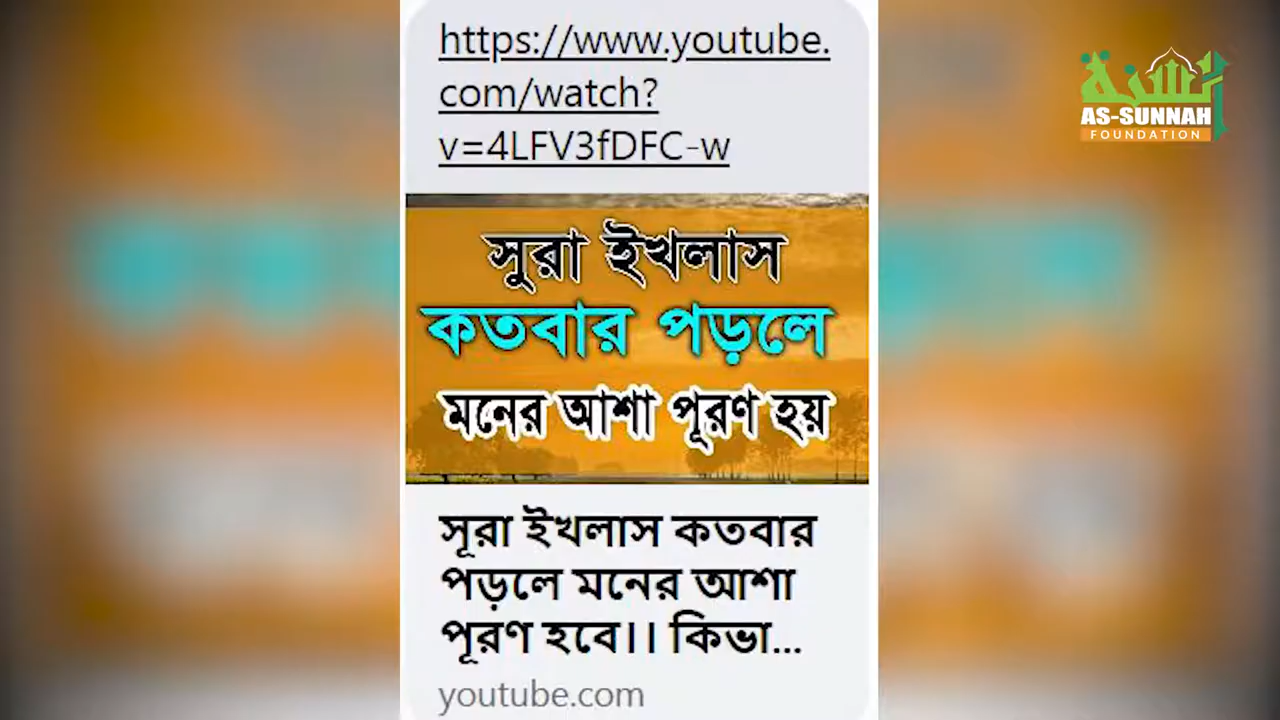 https://www.youtube.
com/watch?
v=4LFV3fDFC-w
সুরা ইখলাস
কতবার পড়লে
মনের আশা পূরণ হয়
সূরা ইখলাস কতবার
পড়লে মনের আশা
পূরণ হবে।। কিভা...
youtube.com
السنة
AS-SUNNAH
FOUNDATION